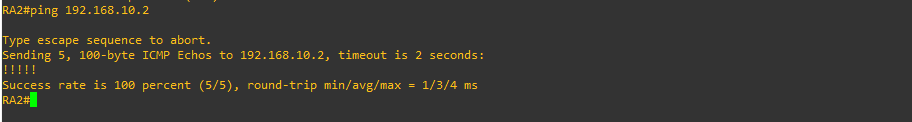 RA2#ping 192.168.10.2
Type escape sequence to abort.
Sending 5, 100-byte ICMP Echos to 192.168.10.2, timeout is 2 seconds:
!!!!!
Success rate is 100 percent (5/5), round-trip min/avg/max = 1/3/4 ms
RA2#